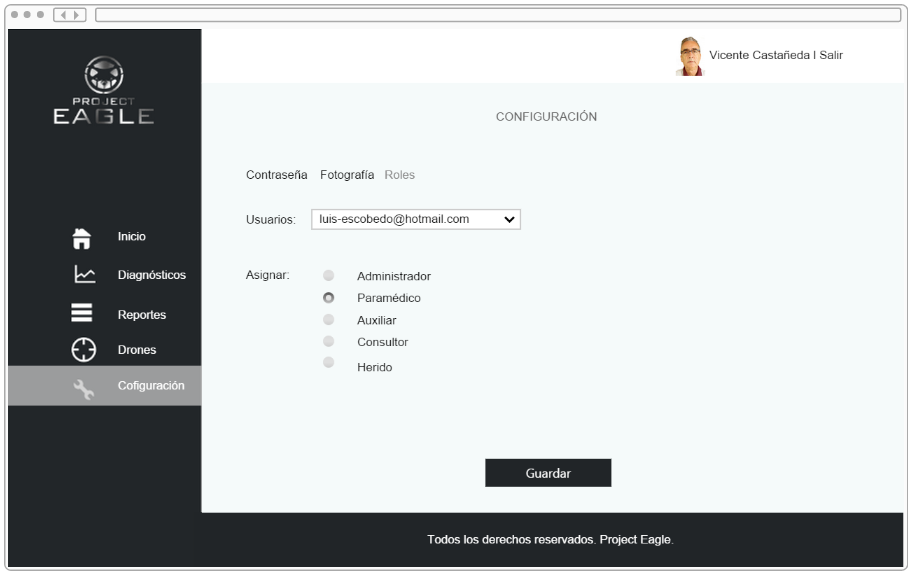 Vicente Castañeda I Salir
PROJECT
EAGLE
CONFIGURACIÓN
Contraseña Fotografía Roles
Usuarios: luis-escobedo@hotmail.com
Inicio
Diagnósticos
Reportes
Drones
Cofiguración
Asignar:
Administrador
Paramédico
Auxiliar
Consultor
Herido
Guardar
Todos los derechos reservados. Project Eagle.